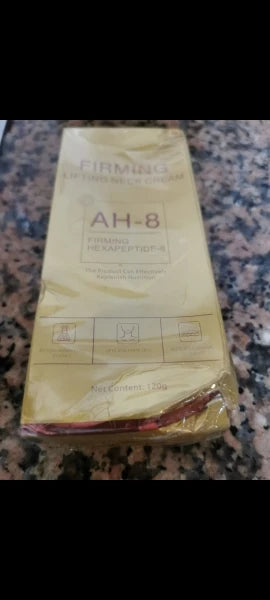 FIRMING
LIFTING NECK CREAM
AH-8
FIRMING
HEXAPEPTIDE-8
The Product Can Effectively
Replenish Nutrition
Net Content: 120g